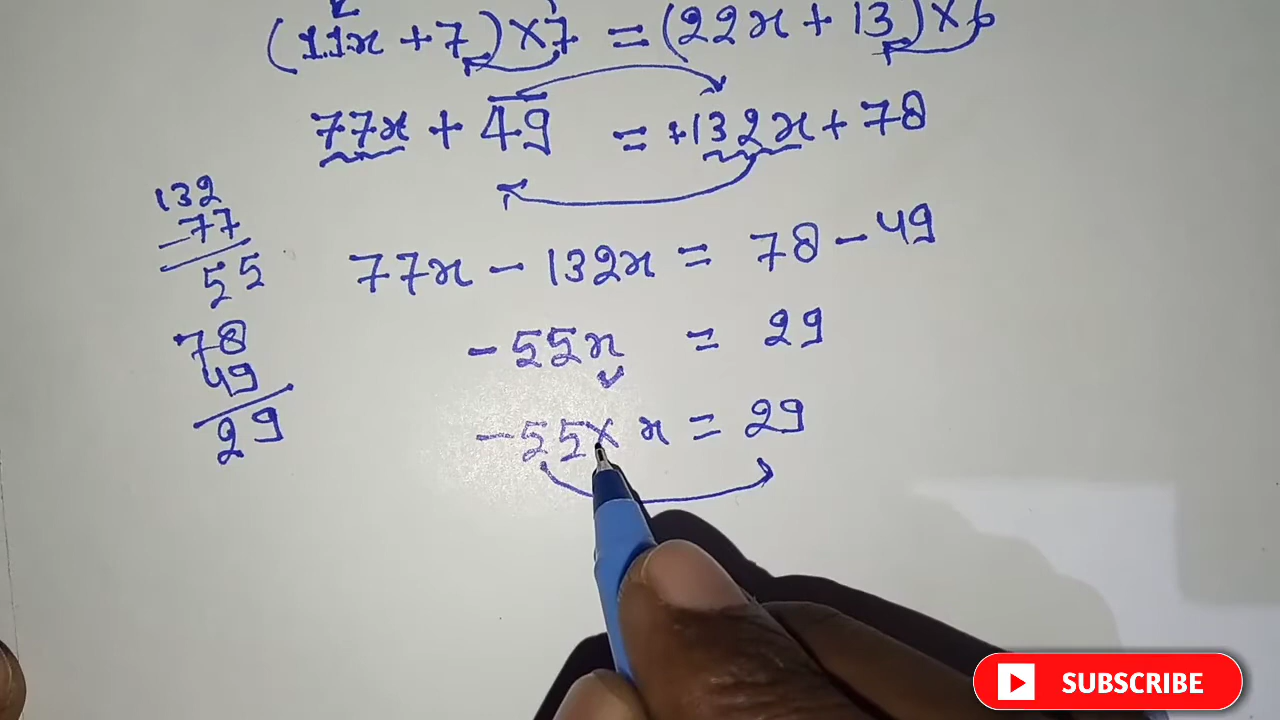 (11x + 7) × 7 = (22x + 13) × 6
77x + 49 = +132x + 78
77x - 132x = 78 - 49
-55x = 29
-55 × x = 29
132
-77
55
78
49
29
SUBSCRIBE